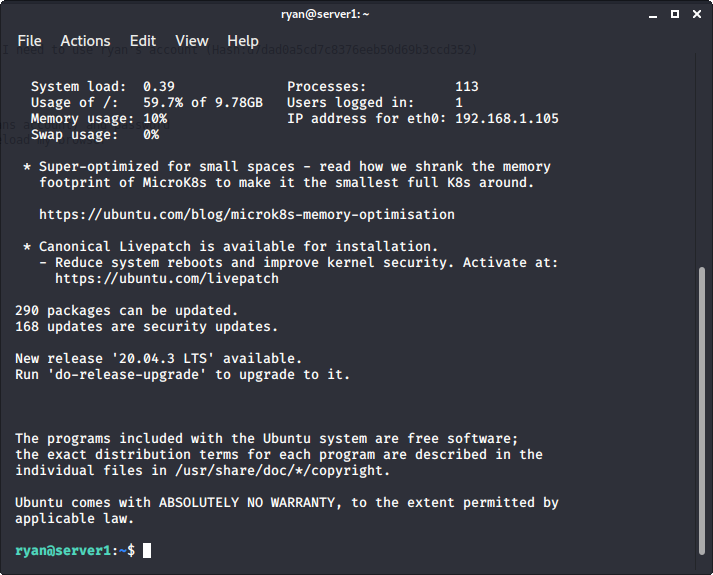 ryan@server1: ~
File Actions Edit View Help
System load: 0.39 Processes: 113
Usage of /: 59.7% of 9.78GB Users logged in: 1
Memory usage: 10% IP address for eth0: 192.168.1.105
Swap usage: 0%
* Super-optimized for small spaces - read how we shrank the memory
footprint of MicroK8s to make it the smallest full K8s around.
https://ubuntu.com/blog/microk8s-memory-optimisation
* Canonical Livepatch is available for installation.
- Reduce system reboots and improve kernel security. Activate at:
https://ubuntu.com/livepatch
290 packages can be updated.
168 updates are security updates.
New release '20.04.3 LTS' available.
Run 'do-release-upgrade' to upgrade to it.
The programs included with the Ubuntu system are free software;
the exact distribution terms for each program are described in the
individual files in /usr/share/doc/*/copyright.
Ubuntu comes with ABSOLUTELY NO WARRANTY, to the extent permitted by
applicable law.
ryan@server1:~$